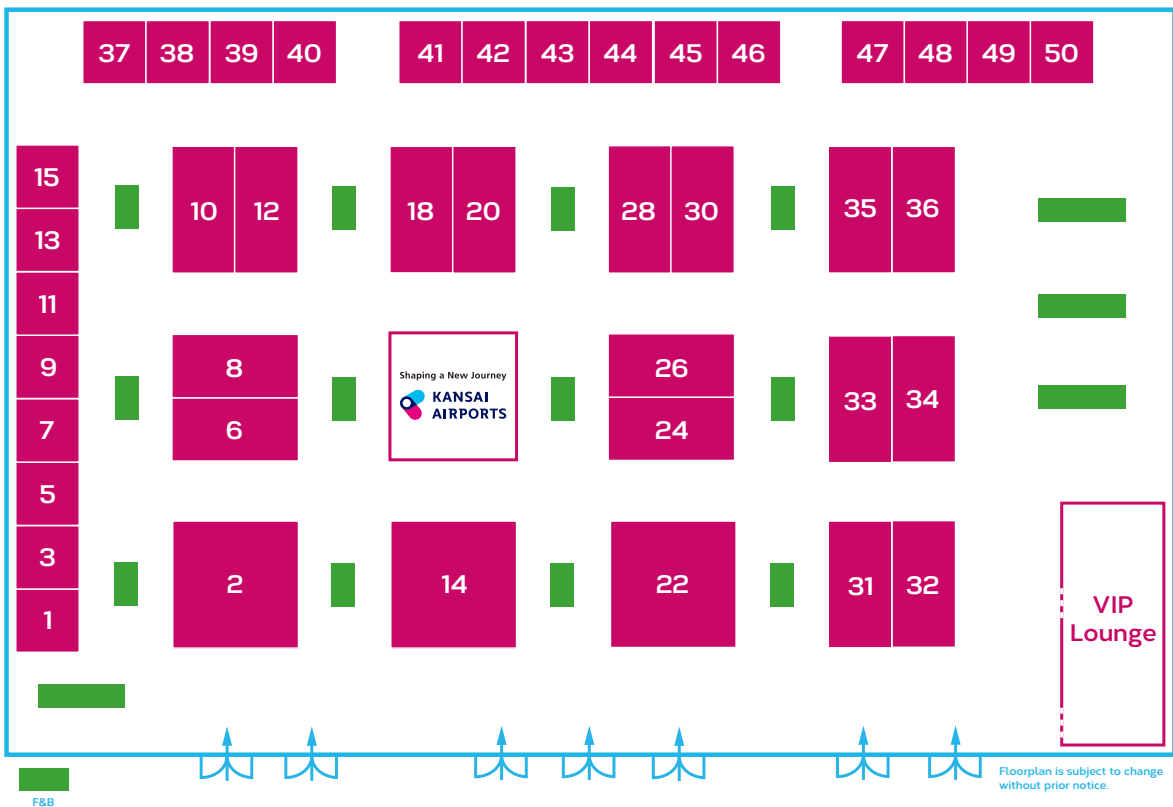 37 38 39 40 41 42 43 44 45 46 47 48 49 50
15
10 12 18 20 28 30 35 36
13
11
9
8
Shaping a New Journey
KANSAI
AIRPORTS
26
33 34
7
6
24
5
3
2 14 22 31 32
1
VIP
Lounge
F&B
Floorplan is subject to change
without prior notice.